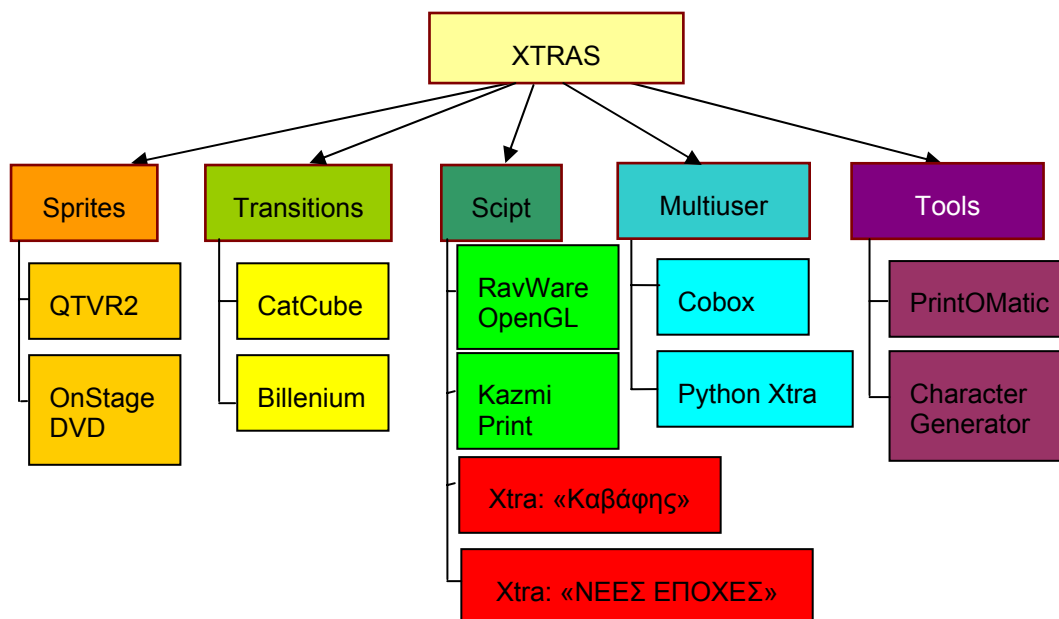 XTRAS
Sprites
Transitions
Scipt
Multiuser
Tools
QTVR2
OnStage
DVD
CatCube
Billenium
RavWare
OpenGL
Kazmi
Print
Xtra: «Καβάφης»
Xtra: «ΝΕΕΣ ΕΠΟΧΕΣ»
Cobox
Python Xtra
PrintOMatic
Character
Generator